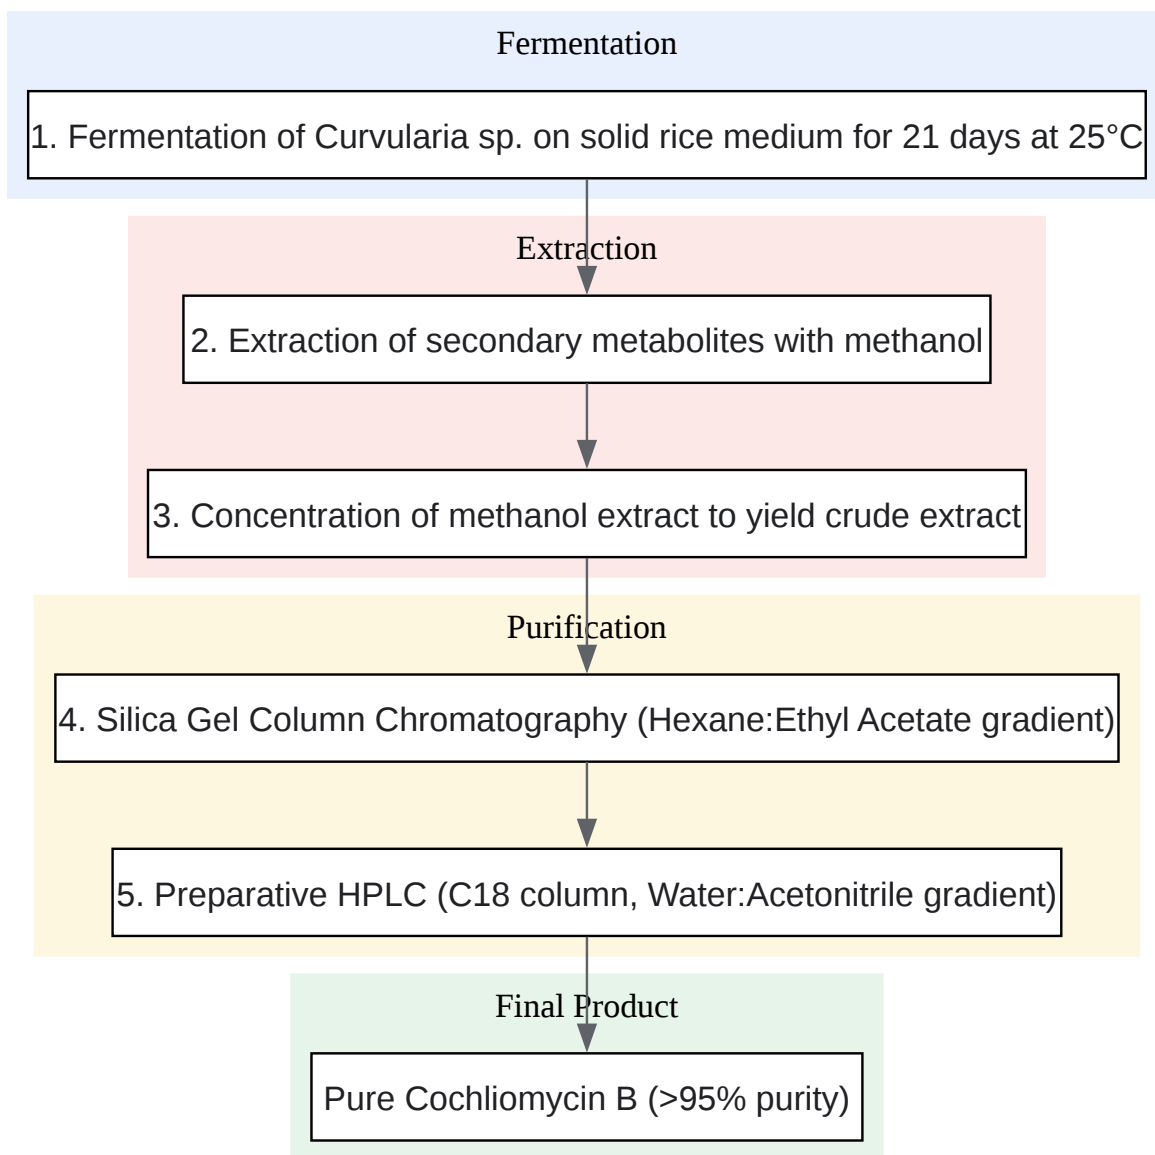 Fermentation
1. Fermentation of Curvularia sp. on solid rice medium for 21 days at 25°C
Extraction
2. Extraction of secondary metabolites with methanol
3. Concentration of methanol extract to yield crude extract
Purification
4. Silica Gel Column Chromatography (Hexane:Ethyl Acetate gradient)
5. Preparative HPLC (C18 column, Water:Acetonitrile gradient)
Final Product
Pure Cochliomycin B (>95% purity)